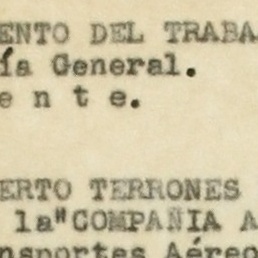 ENTO DEL TRABA
ía General.
e n t e.
ERTO TERRONES
la "COMPAÑIA A
nsportes Aéreo